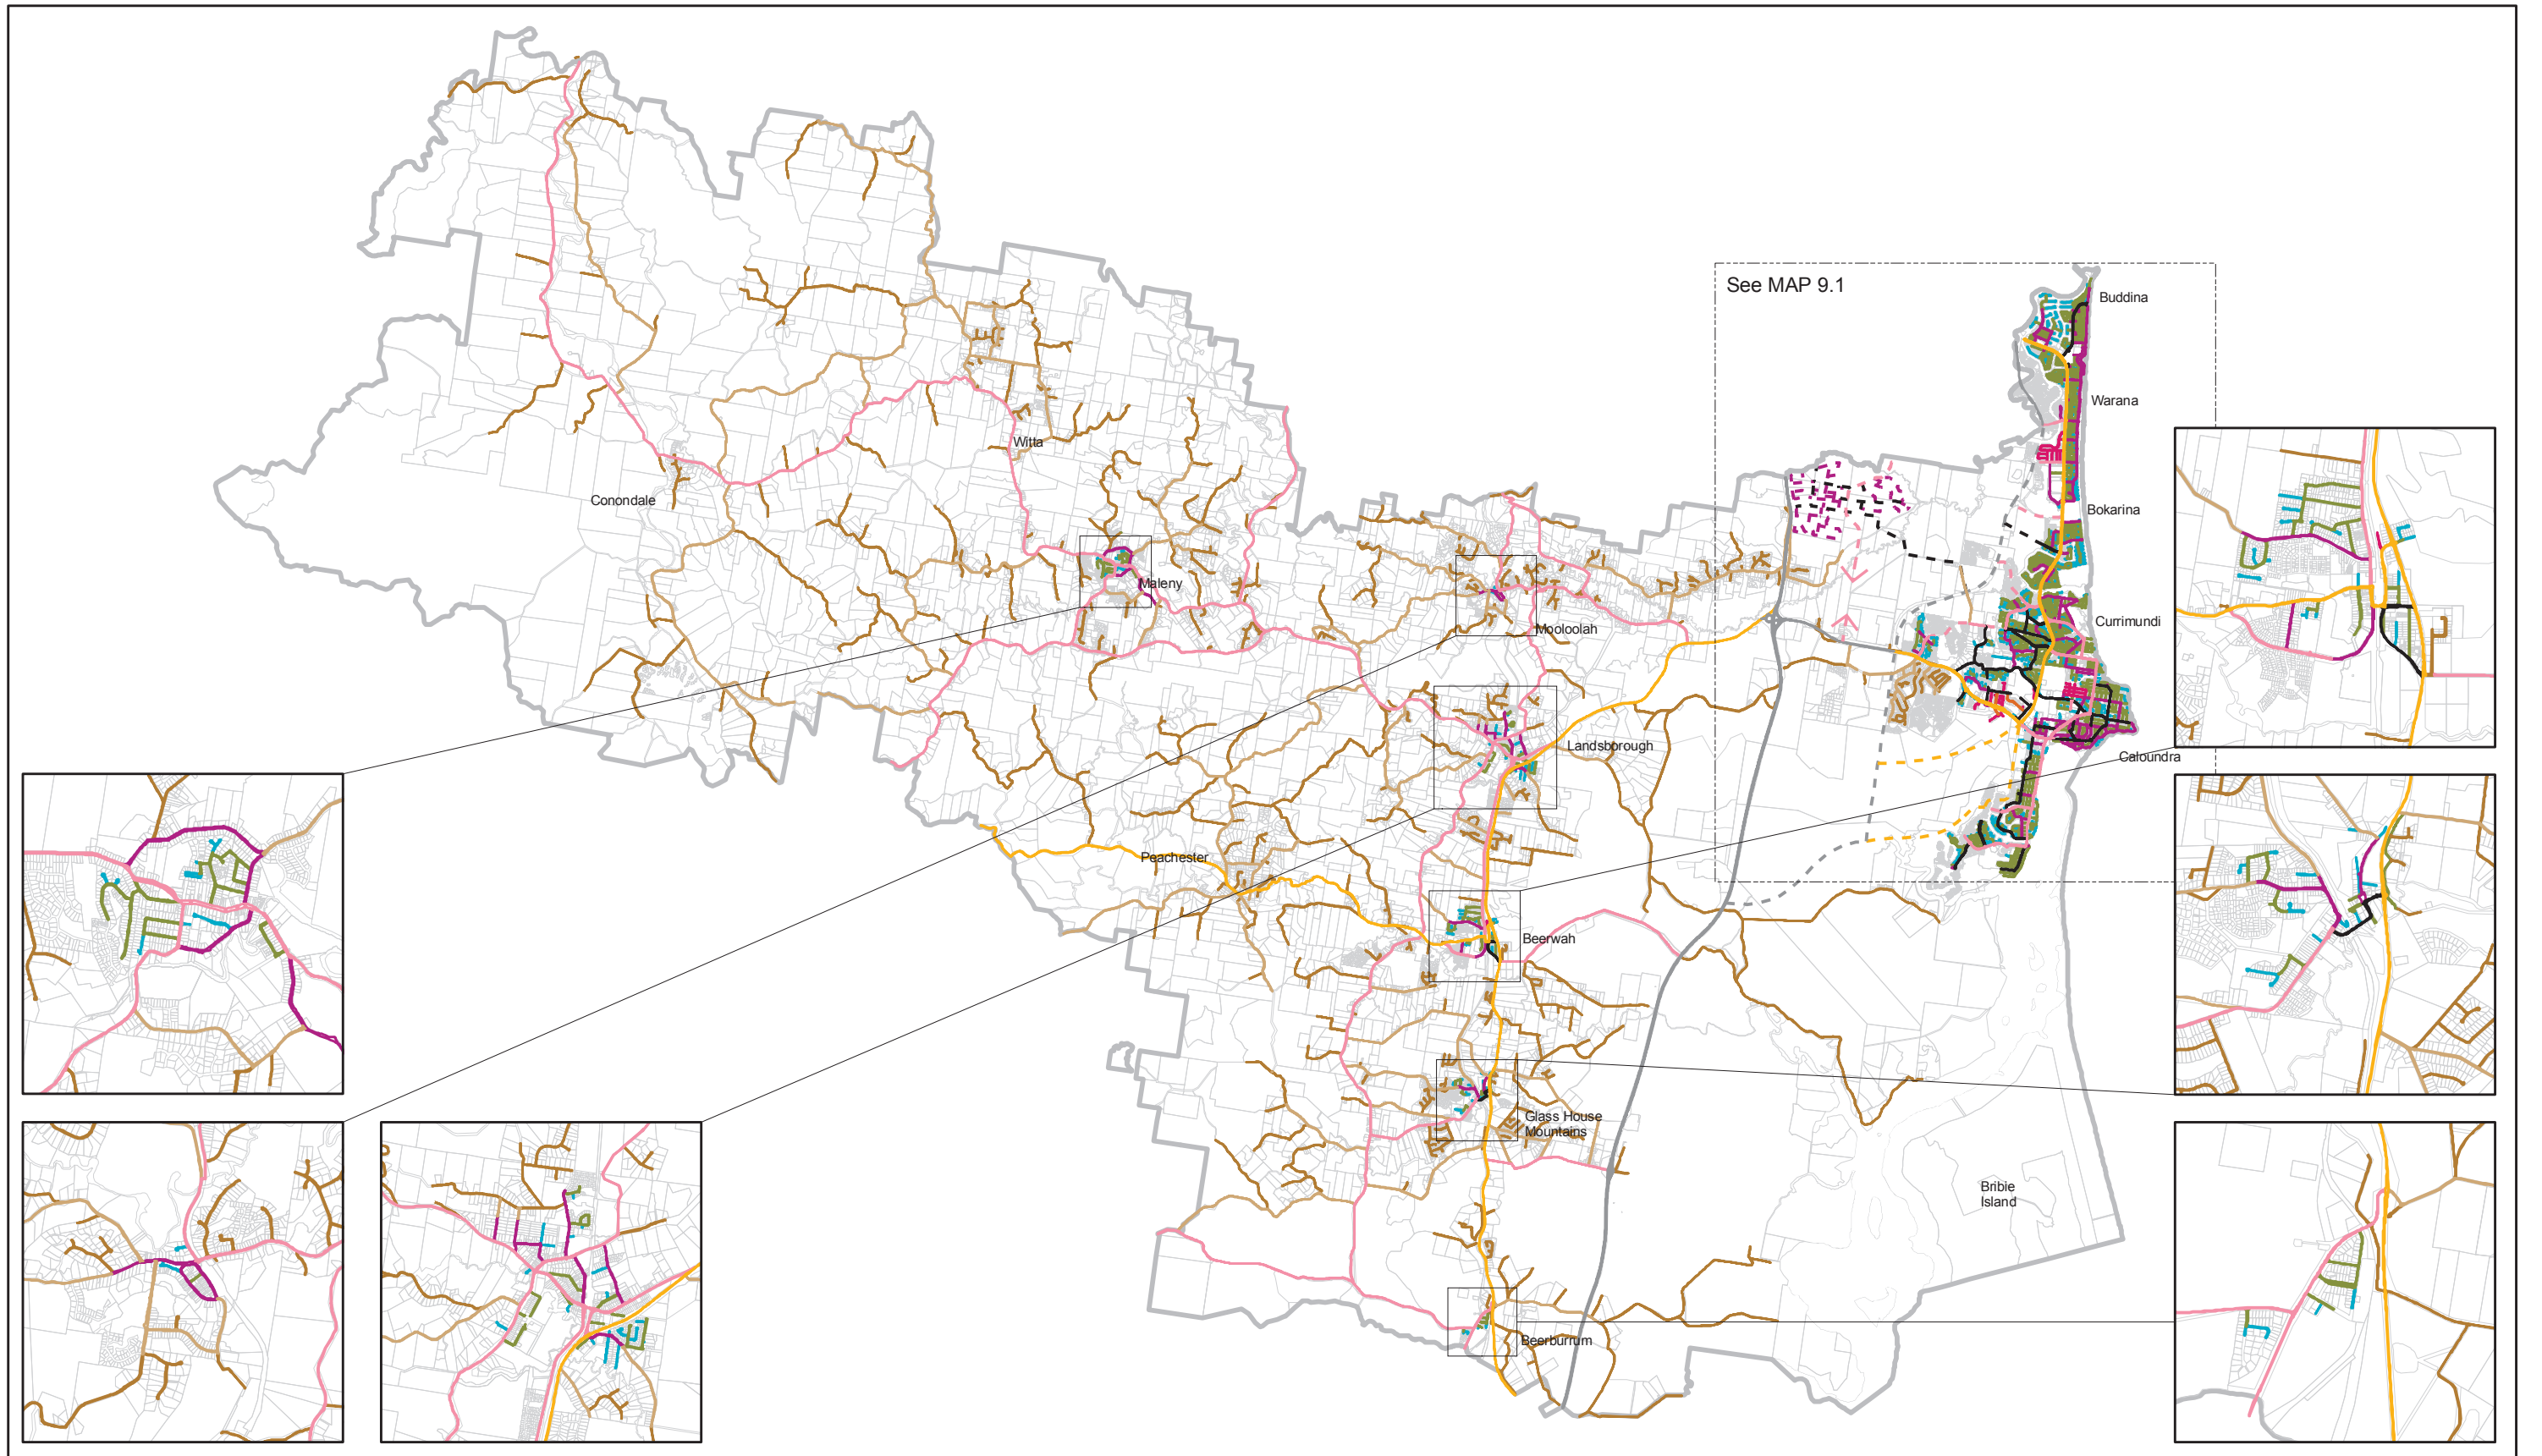 See MAP 9.1
Buddina
Warana
Witta
Conondale
Bokarina
Maleny
Currimundi
Mooloolah
Landsborough
Caloundra
Peachester
Beerwah
Glass House
Mountains
Bribie
Island
Beerburrum